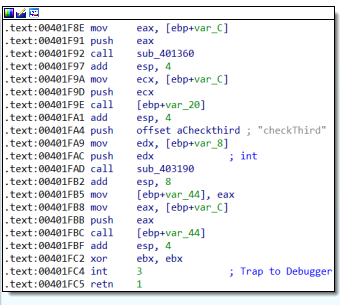 .text:00401F8E mov eax, [ebp+var_C]
.text:00401F91 push eax
.text:00401F92 call sub_401360
.text:00401F97 add esp, 4
.text:00401F9A mov ecx, [ebp+var_C]
.text:00401F9D push ecx
.text:00401F9E call [ebp+var_20]
.text:00401FA1 add esp, 4
.text:00401FA4 push offset aCheckthird ; "checkThird"
.text:00401FA9 mov edx, [ebp+var_8]
.text:00401FAC push edx ; int
.text:00401FAD call sub_403190
.text:00401FB2 add esp, 8
.text:00401FB5 mov [ebp+var_44], eax
.text:00401FB8 mov eax, [ebp+var_C]
.text:00401FBB push eax
.text:00401FBC call [ebp+var_44]
.text:00401FBF add esp, 4
.text:00401FC2 xor ebx, ebx
.text:00401FC4 int 3 ; Trap to Debugger
.text:00401FC5 retn 1